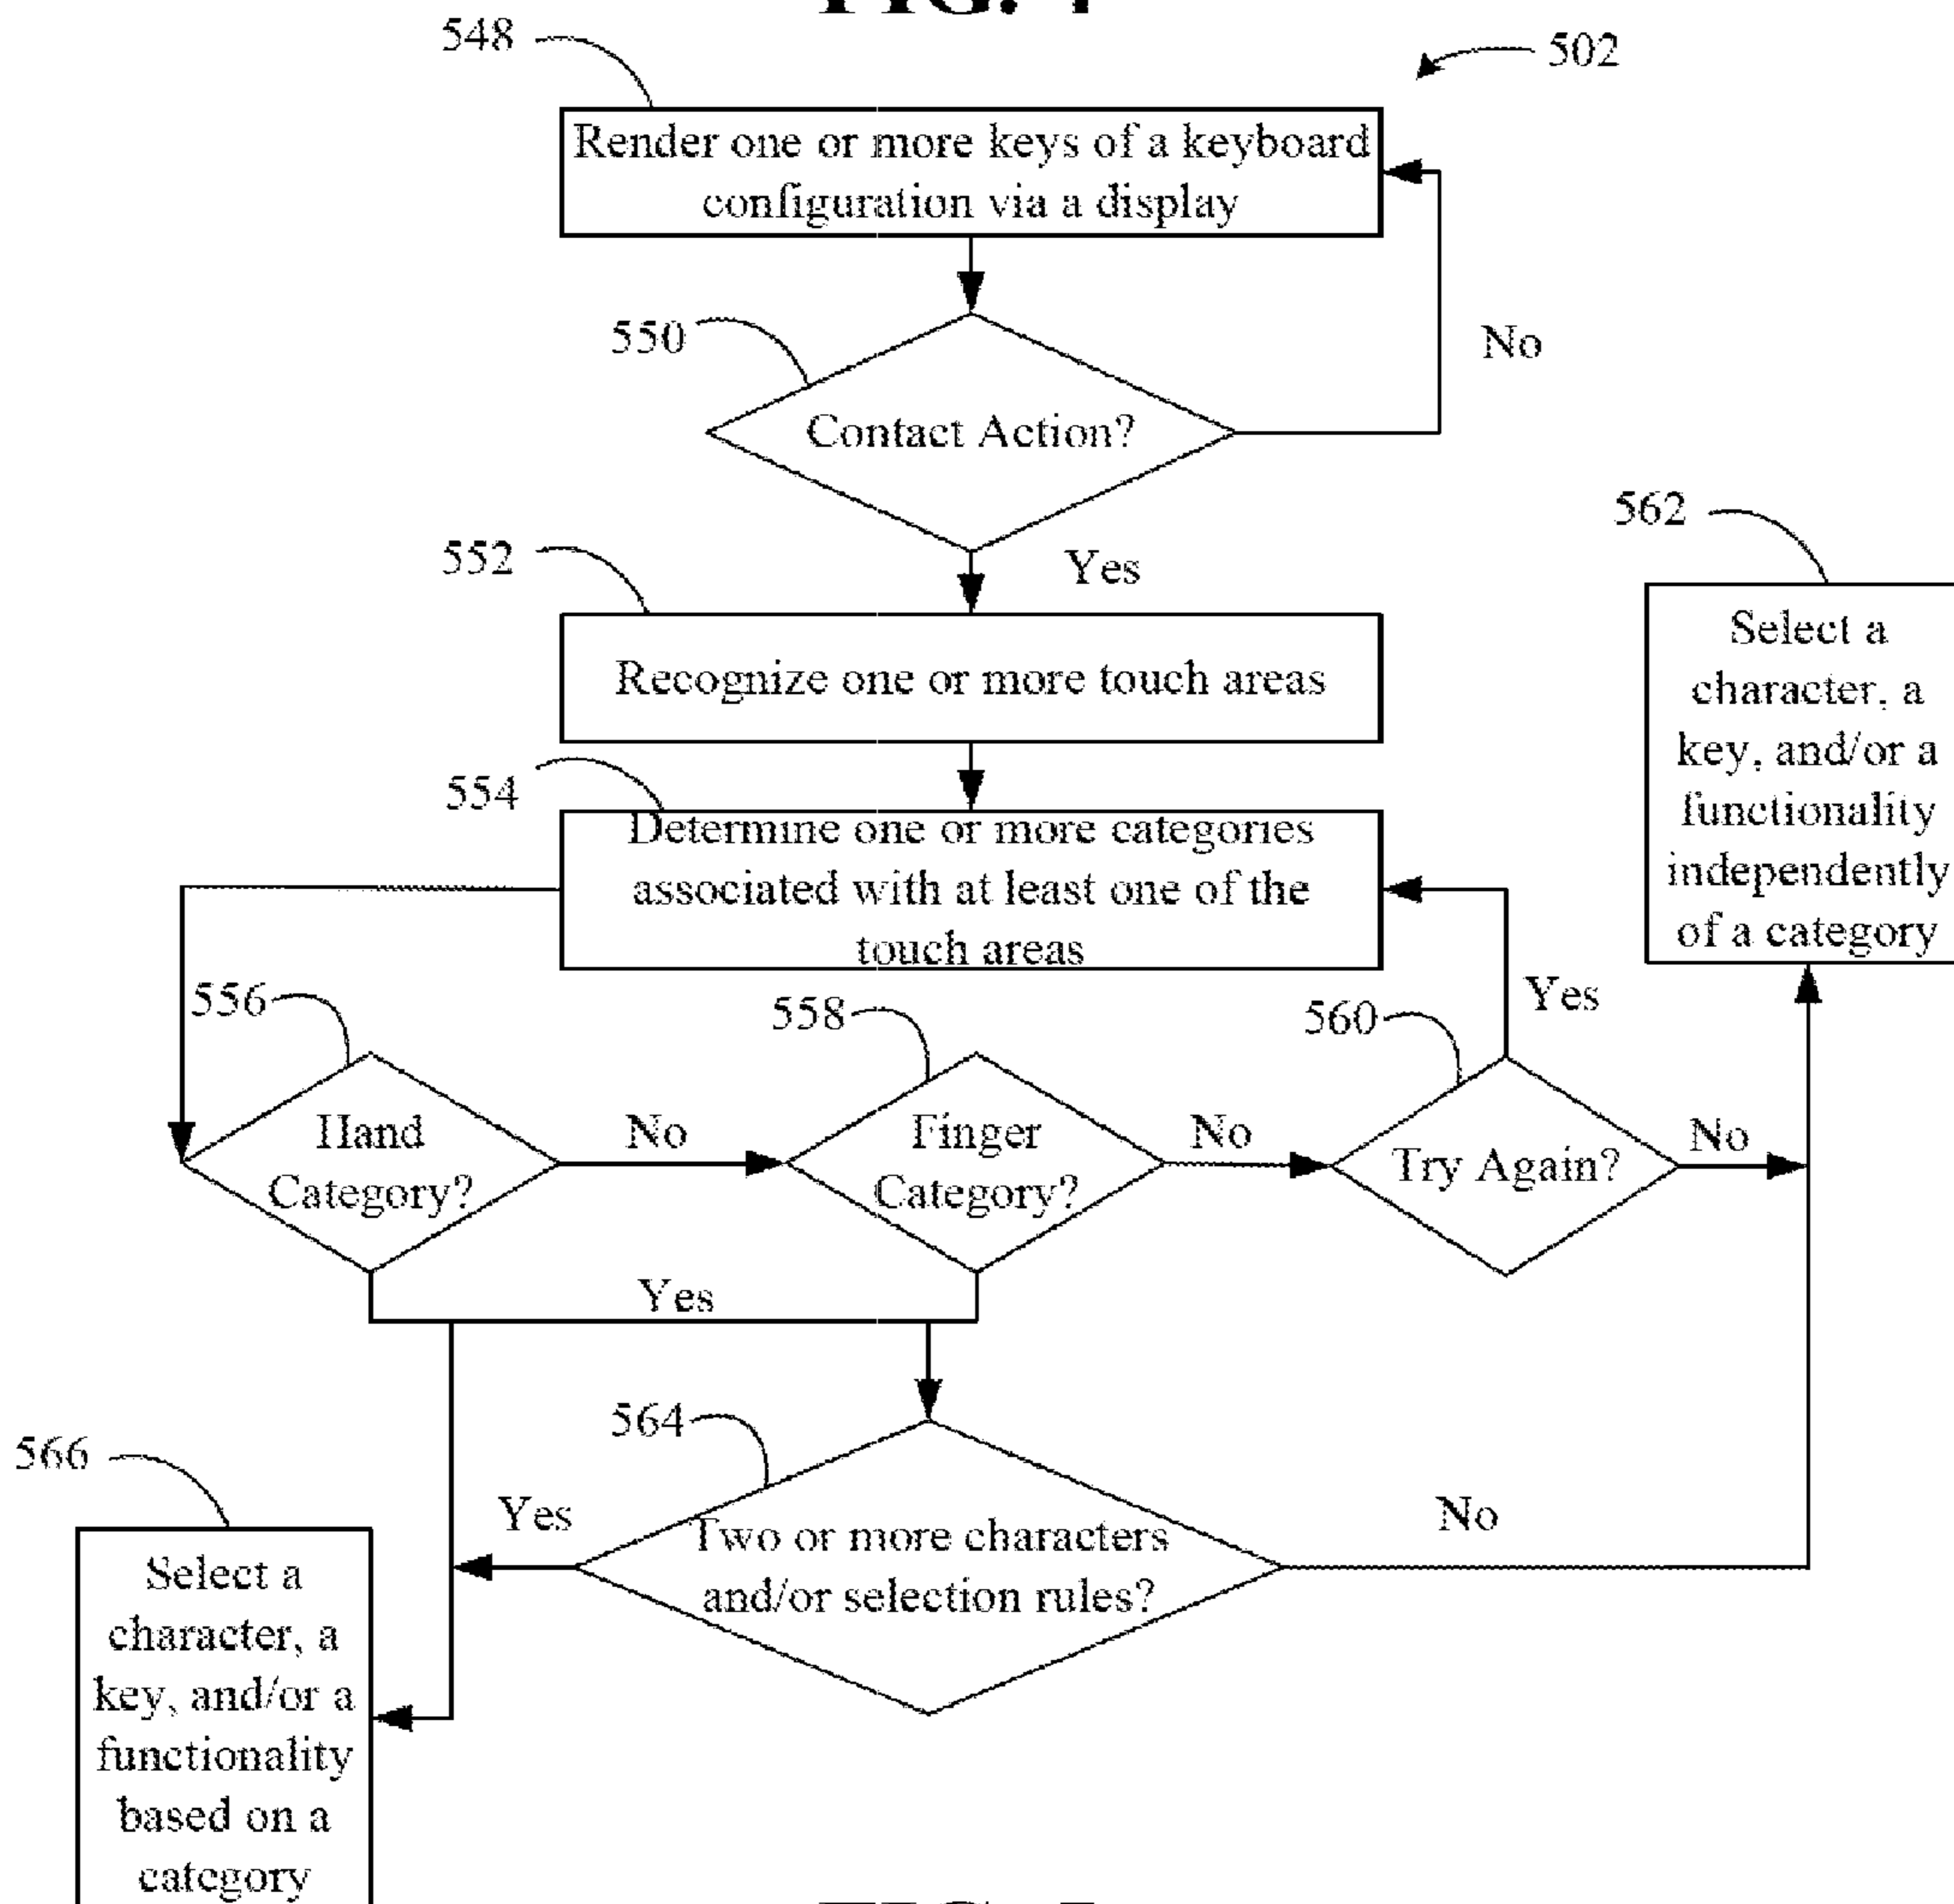 548
502
Render one or more keys of a keyboard
configuration via a display
550
No
Contact Action?
562
552
Yes
Select a
character, a
key, and/or a
functionality
independently
of a category
Recognize one or more touch areas
554
Determine one or more categories
associated with at least one of the
touch areas
556
558
560
Yes
Hand
Category?
No
Finger
Category?
No
Try Again?
No
Yes
564
566
Yes
No
Two or more characters
and/or selection rules?
Select a
character, a
key, and/or a
functionality
based on a
category